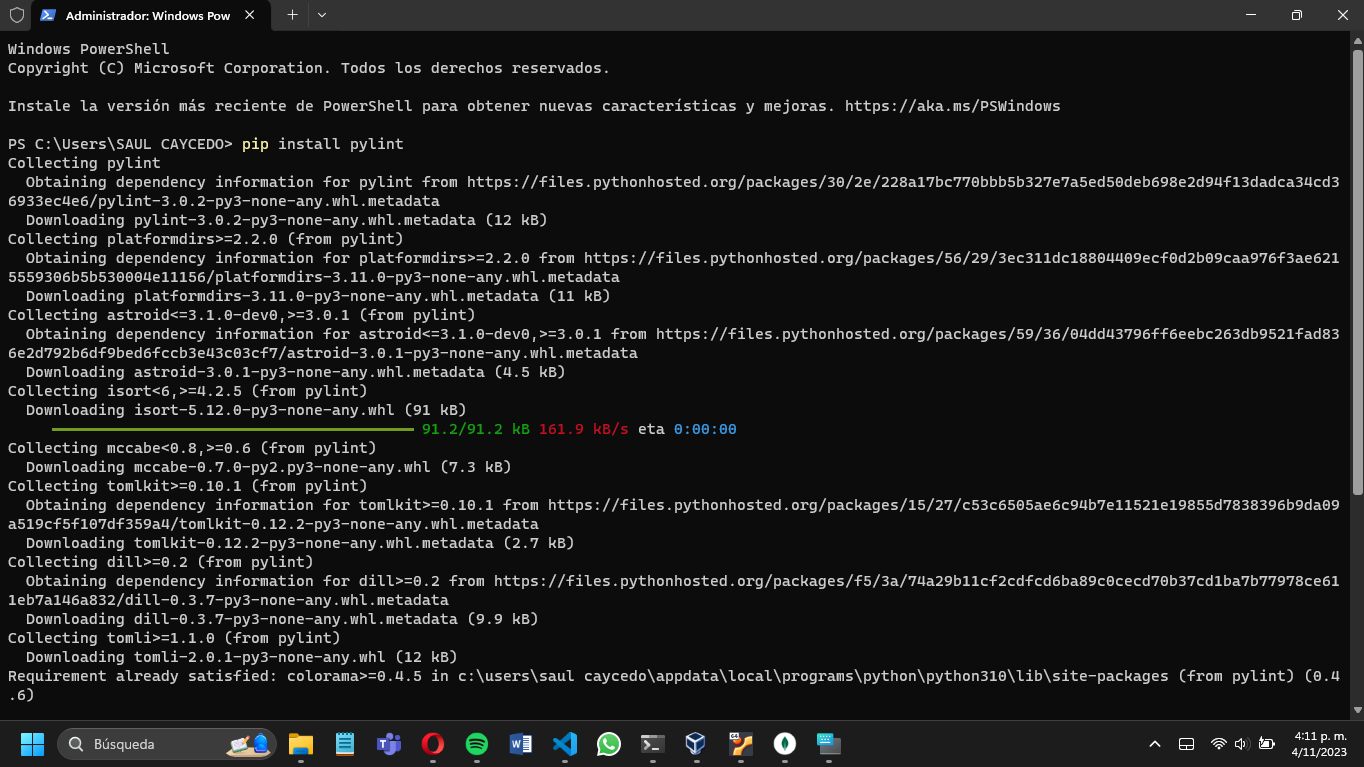 Administrador: Windows Pow
Windows PowerShell
Copyright (C) Microsoft Corporation. Todos los derechos reservados.
Instale la versión más reciente de PowerShell para obtener nuevas características y mejoras. https://aka.ms/PSWindows
PS C:\Users\SAUL CAYCEDO> pip install pylint
Collecting pylint
  Obtaining dependency information for pylint from https://files.pythonhosted.org/packages/30/2e/228a17bc770bbb5b327e7a5ed50deb698e2d94f13dadca34cd3
6933ec4e6/pylint-3.0.2-py3-none-any.whl.metadata
  Downloading pylint-3.0.2-py3-none-any.whl.metadata (12 kB)
Collecting platformdirs>=2.2.0 (from pylint)
  Obtaining dependency information for platformdirs>=2.2.0 from https://files.pythonhosted.org/packages/56/29/3ec311dc18804409ecf0d2b09caa976f3ae621
5559306b5b530004e11156/platformdirs-3.11.0-py3-none-any.whl.metadata
  Downloading platformdirs-3.11.0-py3-none-any.whl.metadata (11 kB)
Collecting astroid<=3.1.0-dev0,>=3.0.1 (from pylint)
  Obtaining dependency information for astroid<=3.1.0-dev0,>=3.0.1 from https://files.pythonhosted.org/packages/59/36/04dd43796ff6eebc263db9521fad83
6e2d792b6df9bed6fccb3e43c03cf7/astroid-3.0.1-py3-none-any.whl.metadata
  Downloading astroid-3.0.1-py3-none-any.whl.metadata (4.5 kB)
Collecting isort<6,>=4.2.5 (from pylint)
  Downloading isort-5.12.0-py3-none-any.whl (91 kB)
91.2/91.2 kB 161.9 kB/s eta 0:00:00
Collecting mccabe<0.8,>=0.6 (from pylint)
  Downloading mccabe-0.7.0-py2.py3-none-any.whl (7.3 kB)
Collecting tomlkit>=0.10.1 (from pylint)
  Obtaining dependency information for tomlkit>=0.10.1 from https://files.pythonhosted.org/packages/15/27/c53c6505ae6c94b7e11521e19855d7838396b9da09
a519cf5f107df359a4/tomlkit-0.12.2-py3-none-any.whl.metadata
  Downloading tomlkit-0.12.2-py3-none-any.whl.metadata (2.7 kB)
Collecting dill>=0.2 (from pylint)
  Obtaining dependency information for dill>=0.2 from https://files.pythonhosted.org/packages/f5/3a/74a29b11cf2cdfcd6ba89c0cecd70b37cd1ba7b77978ce61
1eb7a146a832/dill-0.3.7-py3-none-any.whl.metadata
  Downloading dill-0.3.7-py3-none-any.whl.metadata (9.9 kB)
Collecting tomli>=1.1.0 (from pylint)
  Downloading tomli-2.0.1-py3-none-any.whl (12 kB)
Requirement already satisfied: colorama>=0.4.5 in c:\users\saul caycedo\appdata\local\programs\python\python310\lib\site-packages (from pylint) (0.4
.6)
Búsqueda
4:11 p. m.
4/11/2023